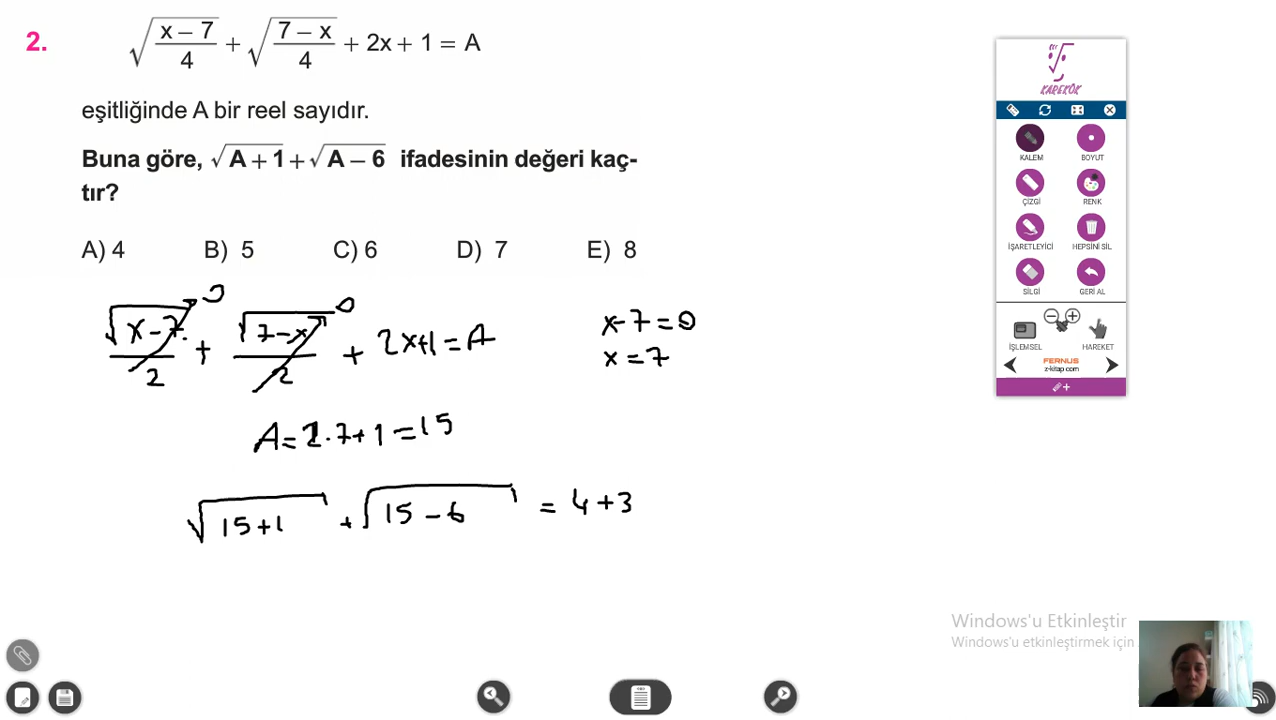 2. √((x – 7)/4) + √((7 – x)/4) + 2x + 1 = A
eşitliğinde A bir reel sayıdır.
Buna göre, √(A + 1) + √(A – 6) ifadesinin değeri kaç-
tır?
A) 4 B) 5 C) 6 D) 7 E) 8
√(x – 7)/2 → 0 + √(7 – x)/2 → 0 + 2x+1 = A
x-7=0
x=7
A=2.7+1=15
√(15+1) + √(15-6) = 4+3
KAREKÖK
KALEM
BOYUT
ÇİZGİ
RENK
İŞARETLEYİCİ
HEPSİNİ SİL
SİLGİ
GERİ AL
İŞLEMSEL
HAREKET
FERNUS
z-kitap.com
Windows'u Etkinleştir
Windows'u etkinleştirmek için